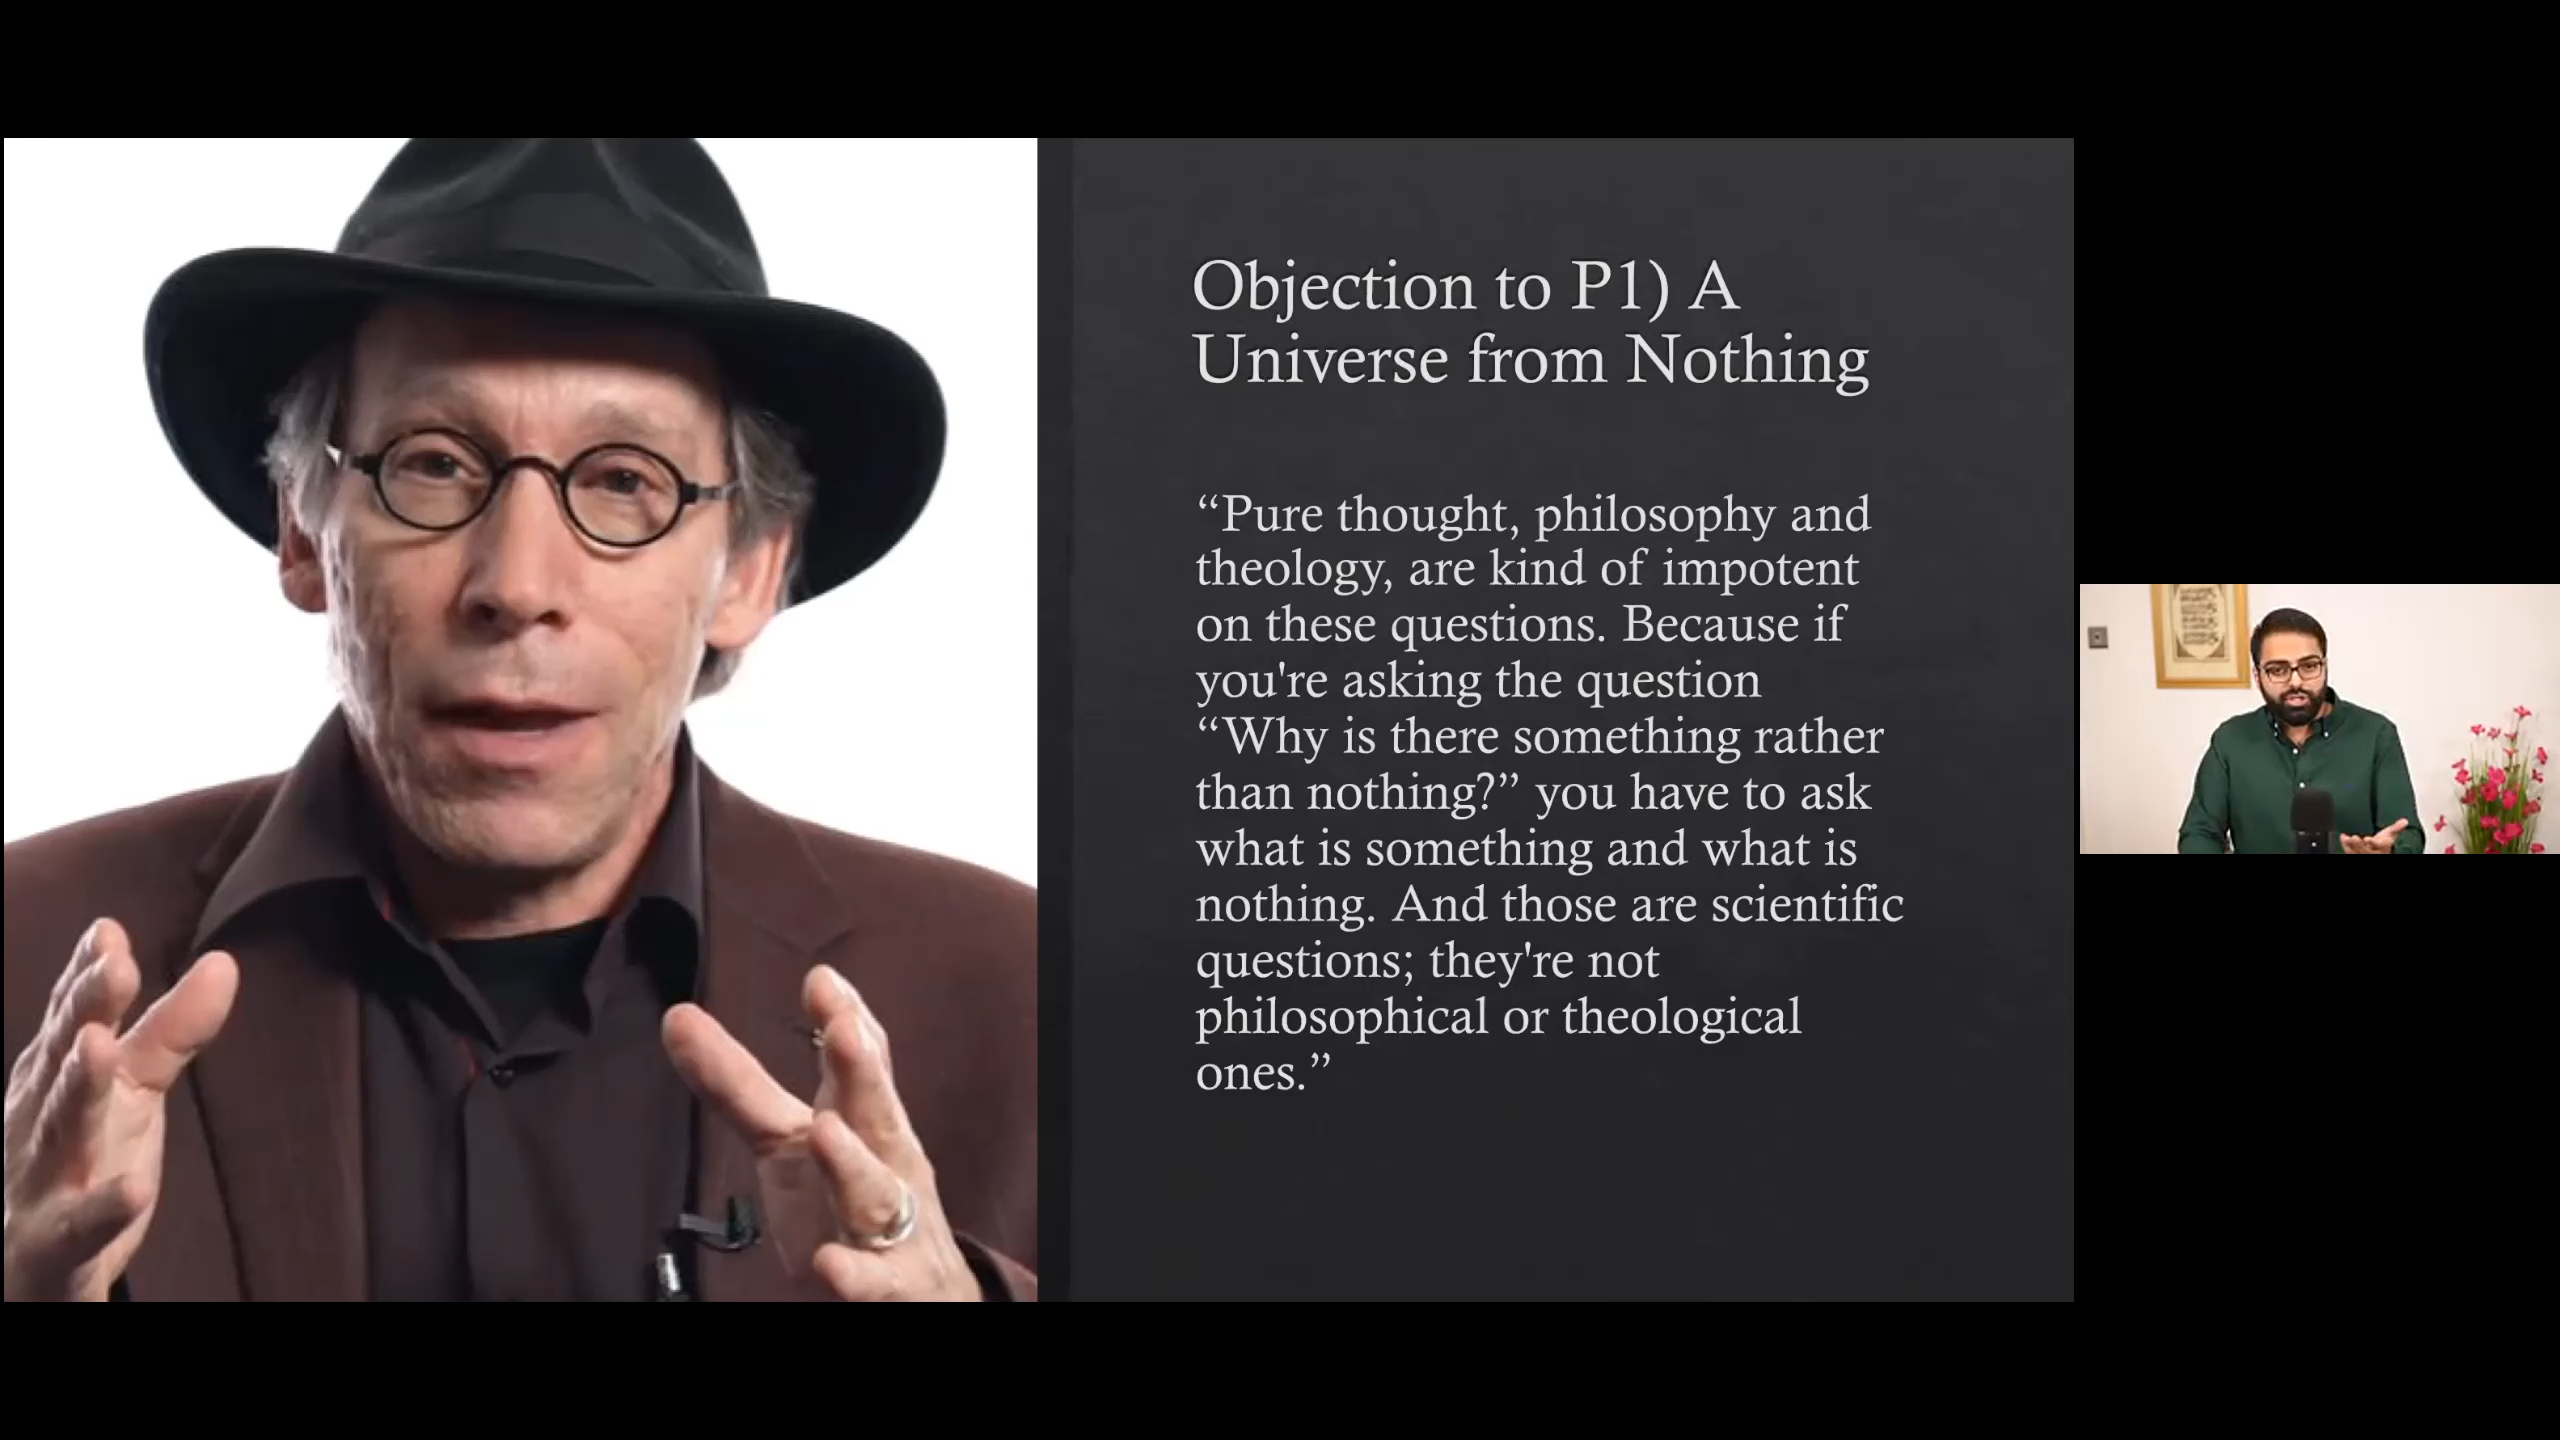 Objection to P1) A
Universe from Nothing
“Pure thought, philosophy and
theology, are kind of impotent
on these questions. Because if
you're asking the question
“Why is there something rather
than nothing?” you have to ask
what is something and what is
nothing. And those are scientific
questions; they're not
philosophical or theological
ones.”